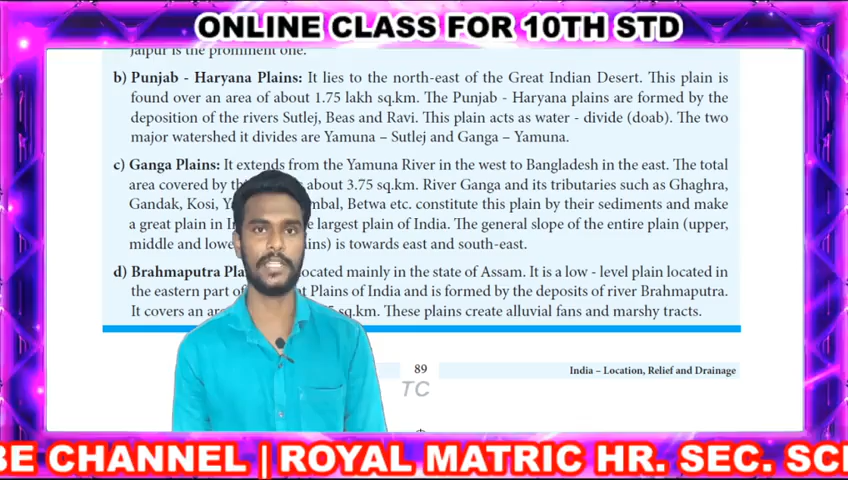 ONLINE CLASS FOR 10TH STD
Jaipur is the prominent one.
b) Punjab - Haryana Plains: It lies to the north-east of the Great Indian Desert. This plain is
found over an area of about 1.75 lakh sq.km. The Punjab - Haryana plains are formed by the
deposition of the rivers Sutlej, Beas and Ravi. This plain acts as water - divide (doab). The two
major watershed it divides are Yamuna – Sutlej and Ganga – Yamuna.
c) Ganga Plains: It extends from the Yamuna River in the west to Bangladesh in the east. The total
area covered by about 3.75 sq.km. River Ganga and its tributaries such as Ghaghra,
Gandak, Kosi, Betwa etc. constitute this plain by their sediments and make
a great plain in largest plain of India. The general slope of the entire plain (upper,
middle and is towards east and south-east.
d) Brahmaputra located mainly in the state of Assam. It is a low - level plain located in
the eastern part of Plains of India and is formed by the deposits of river Brahmaputra.
It covers an sq.km. These plains create alluvial fans and marshy tracts.
89
India – Location, Relief and Drainage
TC
BE CHANNEL | ROYAL MATRIC HR. SEC. SCH